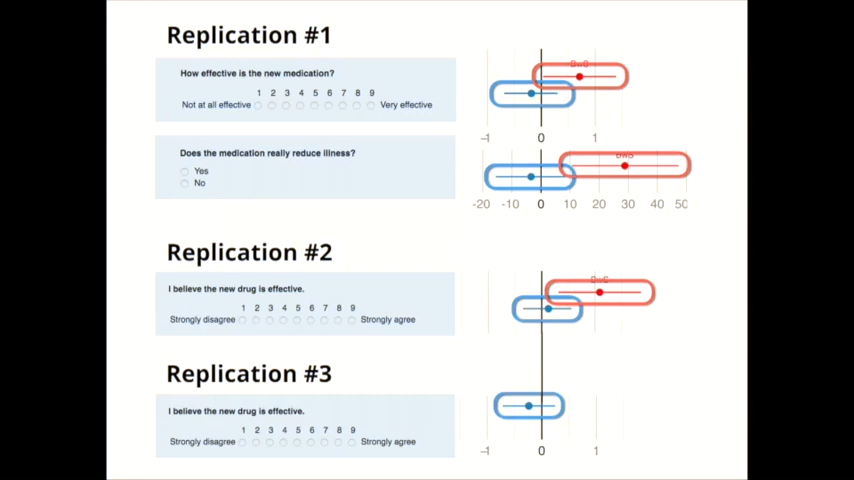 Replication #1
How effective is the new medication?
1 2 3 4 5 6 7 8 9
Not at all effective Very effective
-1 0 1
Does the medication really reduce illness?
Yes
No
-20 -10 0 10 20 30 40 50
Replication #2
I believe the new drug is effective.
1 2 3 4 5 6 7 8 9
Strongly disagree Strongly agree
Replication #3
I believe the new drug is effective.
1 2 3 4 5 6 7 8 9
Strongly disagree Strongly agree
-1 0 1